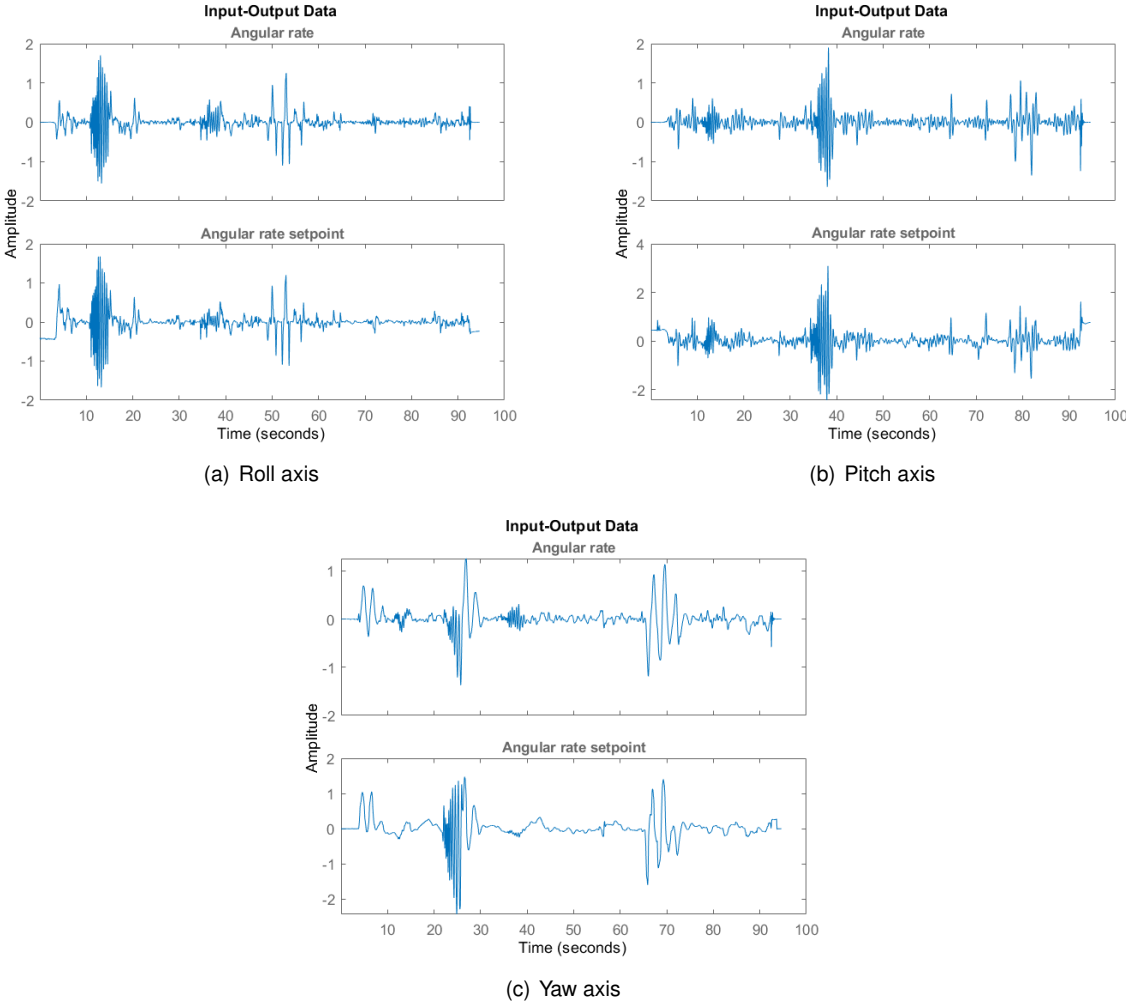 Input-Output Data
Angular rate
2
1
0
-1
-2
Amplitude
Angular rate setpoint
2
1
0
-1
-2
10 20 30 40 50 60 70 80 90 100
Time (seconds)
(a) Roll axis
Input-Output Data
Angular rate
2
1
0
-1
-2
Amplitude
Angular rate setpoint
4
2
0
-2
10 20 30 40 50 60 70 80 90 100
Time (seconds)
(b) Pitch axis
Input-Output Data
Angular rate
1
0
-1
-2
Amplitude
Angular rate setpoint
2
1
0
-1
-2
10 20 30 40 50 60 70 80 90 100
Time (seconds)
(c) Yaw axis